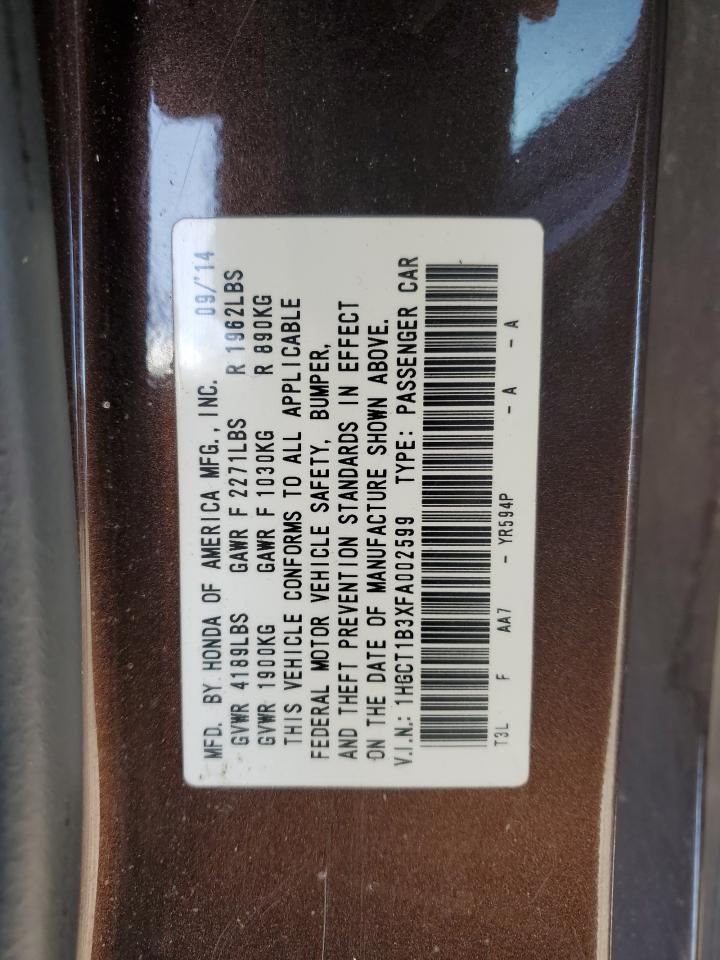 MFD. BY HONDA OF AMERICA MFG., INC. 09/'14
GVWR 4189LBS GAWR F 2271LBS R 1962LBS
GVWR 1900KG GAWR F 1030KG R 890KG
THIS VEHICLE CONFORMS TO ALL APPLICABLE
FEDERAL MOTOR VEHICLE SAFETY, BUMPER,
AND THEFT PREVENTION STANDARDS IN EFFECT
ON THE DATE OF MANUFACTURE SHOWN ABOVE.
V.I.N.: 1HGCT1B3XFA002599 TYPE: PASSENGER CAR
T3L F AA7 - YR594P - A - A